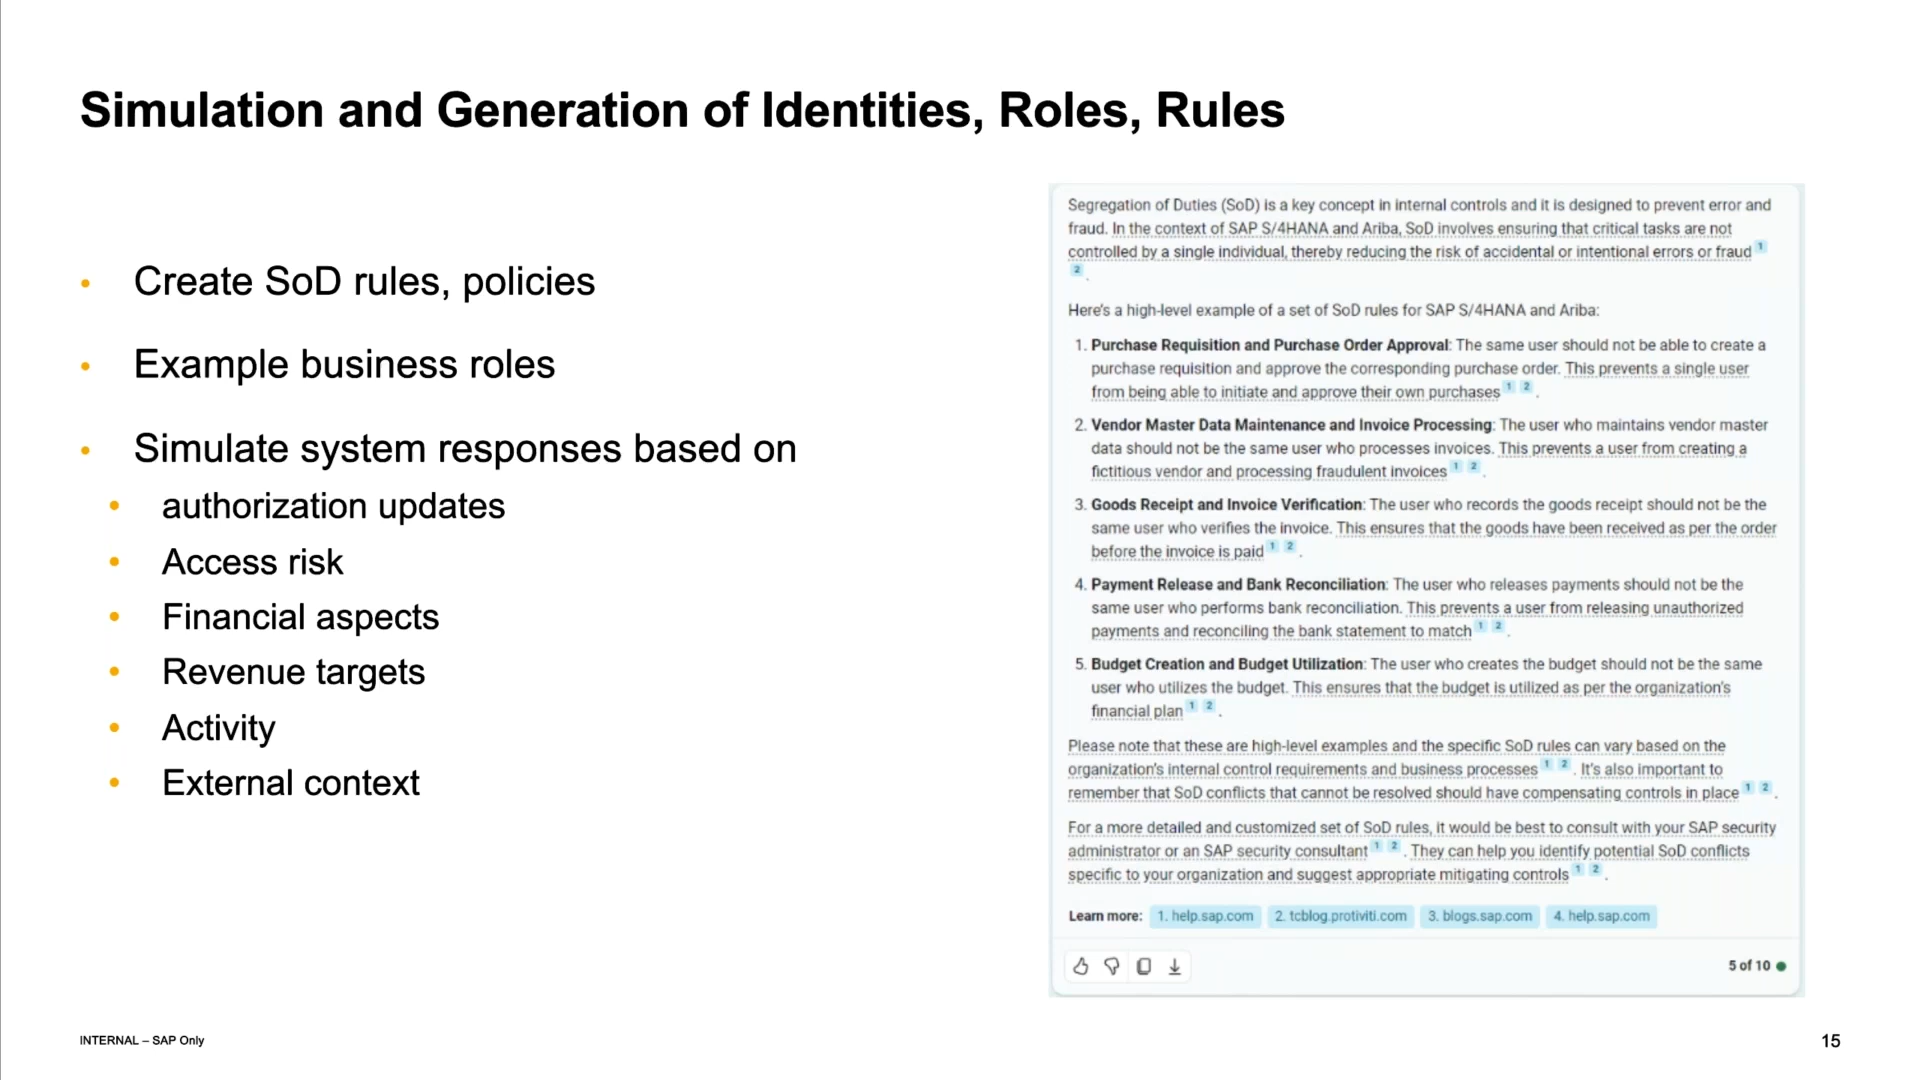 Simulation and Generation of Identities, Roles, Rules
• Create SoD rules, policies
• Example business roles
• Simulate system responses based on
• authorization updates
• Access risk
• Financial aspects
• Revenue targets
• Activity
• External context
Segregation of Duties (SoD) is a key concept in internal controls and it is designed to prevent error and
fraud. In the context of SAP S/4HANA and Ariba, SoD involves ensuring that critical tasks are not
controlled by a single individual, thereby reducing the risk of accidental or intentional errors or fraud 1
2 .
Here's a high-level example of a set of SoD rules for SAP S/4HANA and Ariba:
1. Purchase Requisition and Purchase Order Approval: The same user should not be able to create a
purchase requisition and approve the corresponding purchase order. This prevents a single user
from being able to initiate and approve their own purchases 1 2 .
2. Vendor Master Data Maintenance and Invoice Processing: The user who maintains vendor master
data should not be the same user who processes invoices. This prevents a user from creating a
fictitious vendor and processing fraudulent invoices 1 2 .
3. Goods Receipt and Invoice Verification: The user who records the goods receipt should not be the
same user who verifies the invoice. This ensures that the goods have been received as per the order
before the invoice is paid 1 2 .
4. Payment Release and Bank Reconciliation: The user who releases payments should not be the
same user who performs bank reconciliation. This prevents a user from releasing unauthorized
payments and reconciling the bank statement to match 1 2 .
5. Budget Creation and Budget Utilization: The user who creates the budget should not be the same
user who utilizes the budget. This ensures that the budget is utilized as per the organization's
financial plan 1 2 .
Please note that these are high-level examples and the specific SoD rules can vary based on the
organization's internal control requirements and business processes 1 2 . It's also important to
remember that SoD conflicts that cannot be resolved should have compensating controls in place 1 2 .
For a more detailed and customized set of SoD rules, it would be best to consult with your SAP security
administrator or an SAP security consultant 1 2 . They can help you identify potential SoD conflicts
specific to your organization and suggest appropriate mitigating controls 1 2 .
Learn more: 1. help.sap.com 2. tcblog.protiviti.com 3. blogs.sap.com 4. help.sap.com
5 of 10
INTERNAL – SAP Only
15